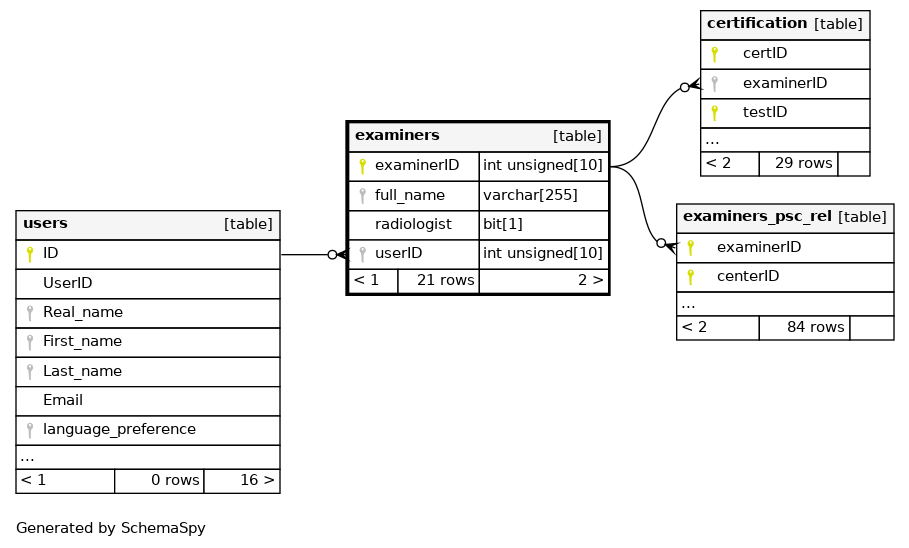 certification [table]
certID
examinerID
testID
...
< 2 29 rows
examiners [table]
examinerID int unsigned[10]
full_name varchar[255]
radiologist bit[1]
userID int unsigned[10]
< 1 21 rows 2 >
examiners_psc_rel [table]
examinerID
centerID
...
< 2 84 rows
users [table]
ID
UserID
Real_name
First_name
Last_name
Email
language_preference
...
< 1 0 rows 16 >
Generated by SchemaSpy